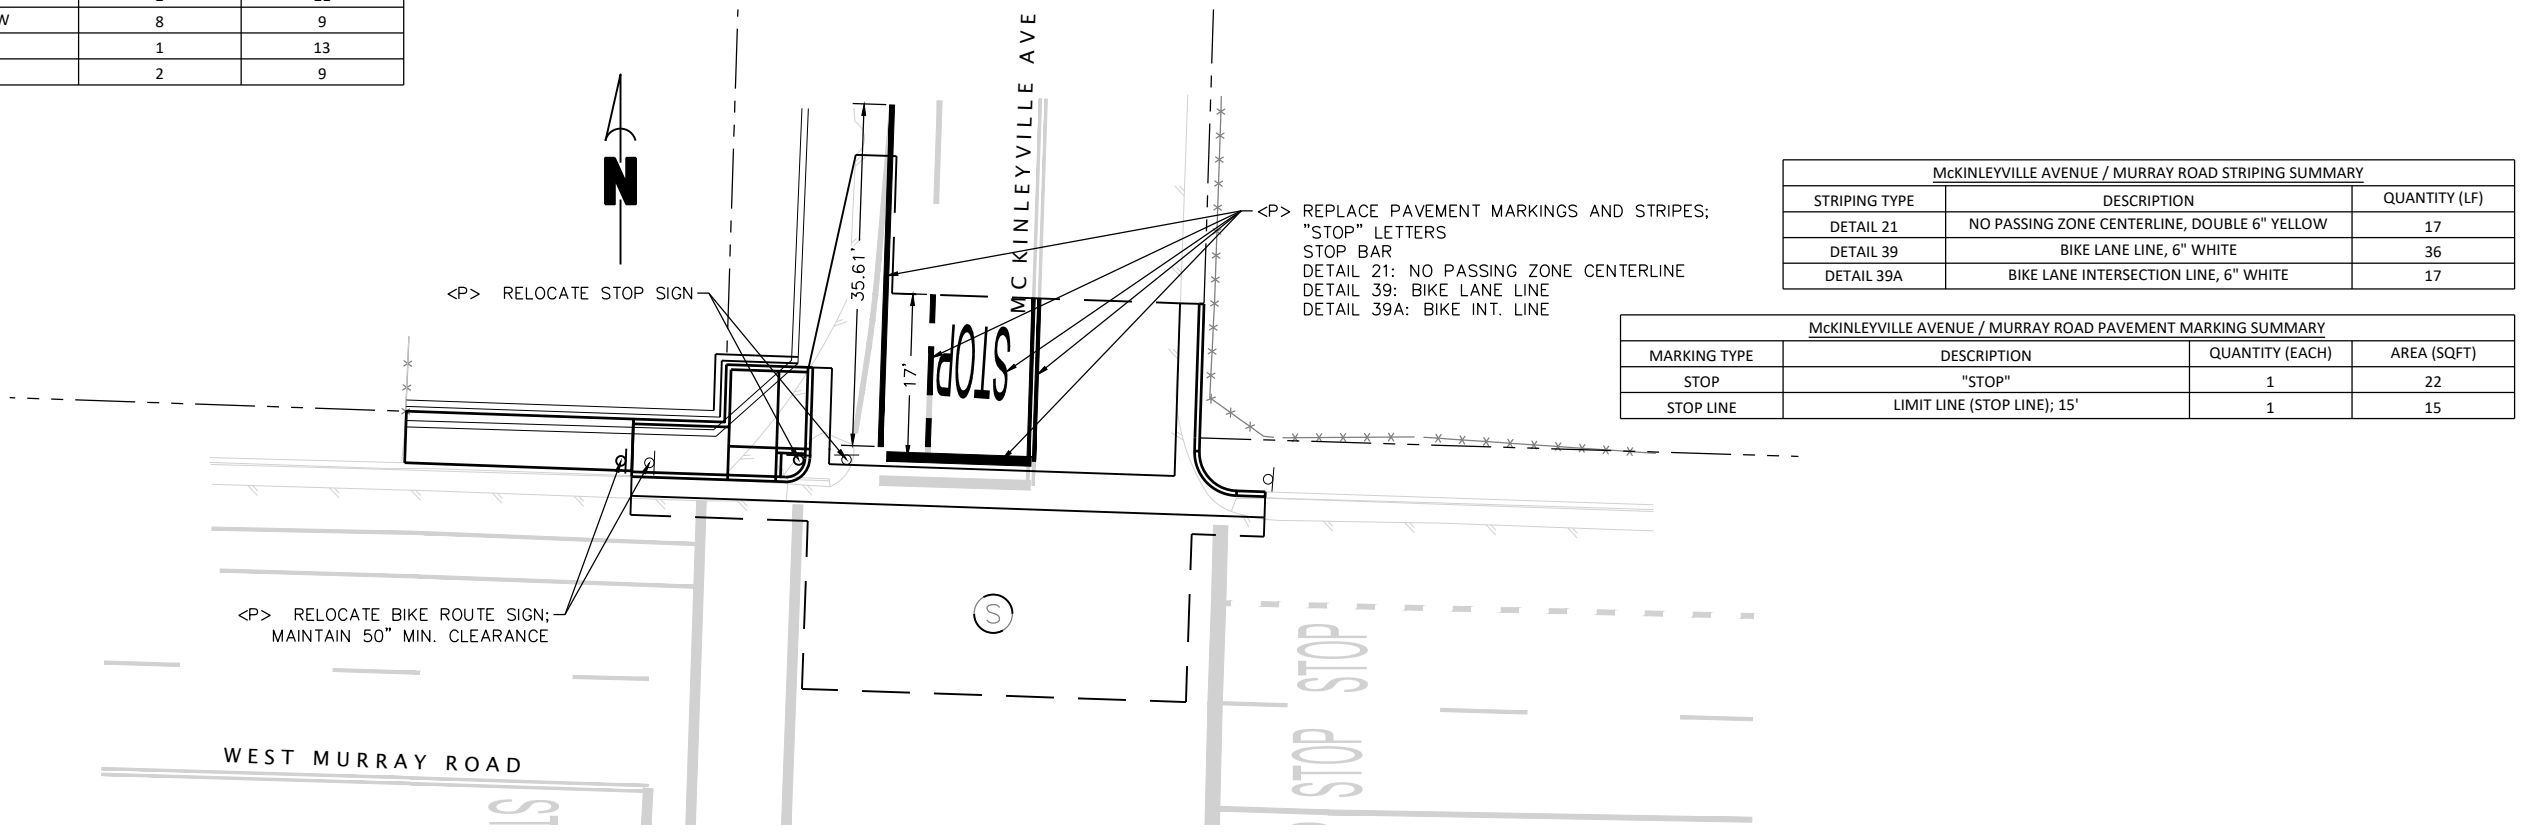 W 8 9
1 13
2 9
N
MC KINLEYVILLE AVE
35.61'
17'
STOP
<P> RELOCATE STOP SIGN
<P> REPLACE PAVEMENT MARKINGS AND STRIPES;
"STOP" LETTERS
STOP BAR
DETAIL 21: NO PASSING ZONE CENTERLINE
DETAIL 39: BIKE LANE LINE
DETAIL 39A: BIKE INT. LINE
McKINLEYVILLE AVENUE / MURRAY ROAD STRIPING SUMMARY
STRIPING TYPE DESCRIPTION QUANTITY (LF)
DETAIL 21 NO PASSING ZONE CENTERLINE, DOUBLE 6" YELLOW 17
DETAIL 39 BIKE LANE LINE, 6" WHITE 36
DETAIL 39A BIKE LANE INTERSECTION LINE, 6" WHITE 17
McKINLEYVILLE AVENUE / MURRAY ROAD PAVEMENT MARKING SUMMARY
MARKING TYPE DESCRIPTION QUANTITY (EACH) AREA (SQFT)
STOP "STOP" 1 22
STOP LINE LIMIT LINE (STOP LINE); 15' 1 15
<P> RELOCATE BIKE ROUTE SIGN;
MAINTAIN 50" MIN. CLEARANCE
S
STOP
STOP
WEST MURRAY ROAD